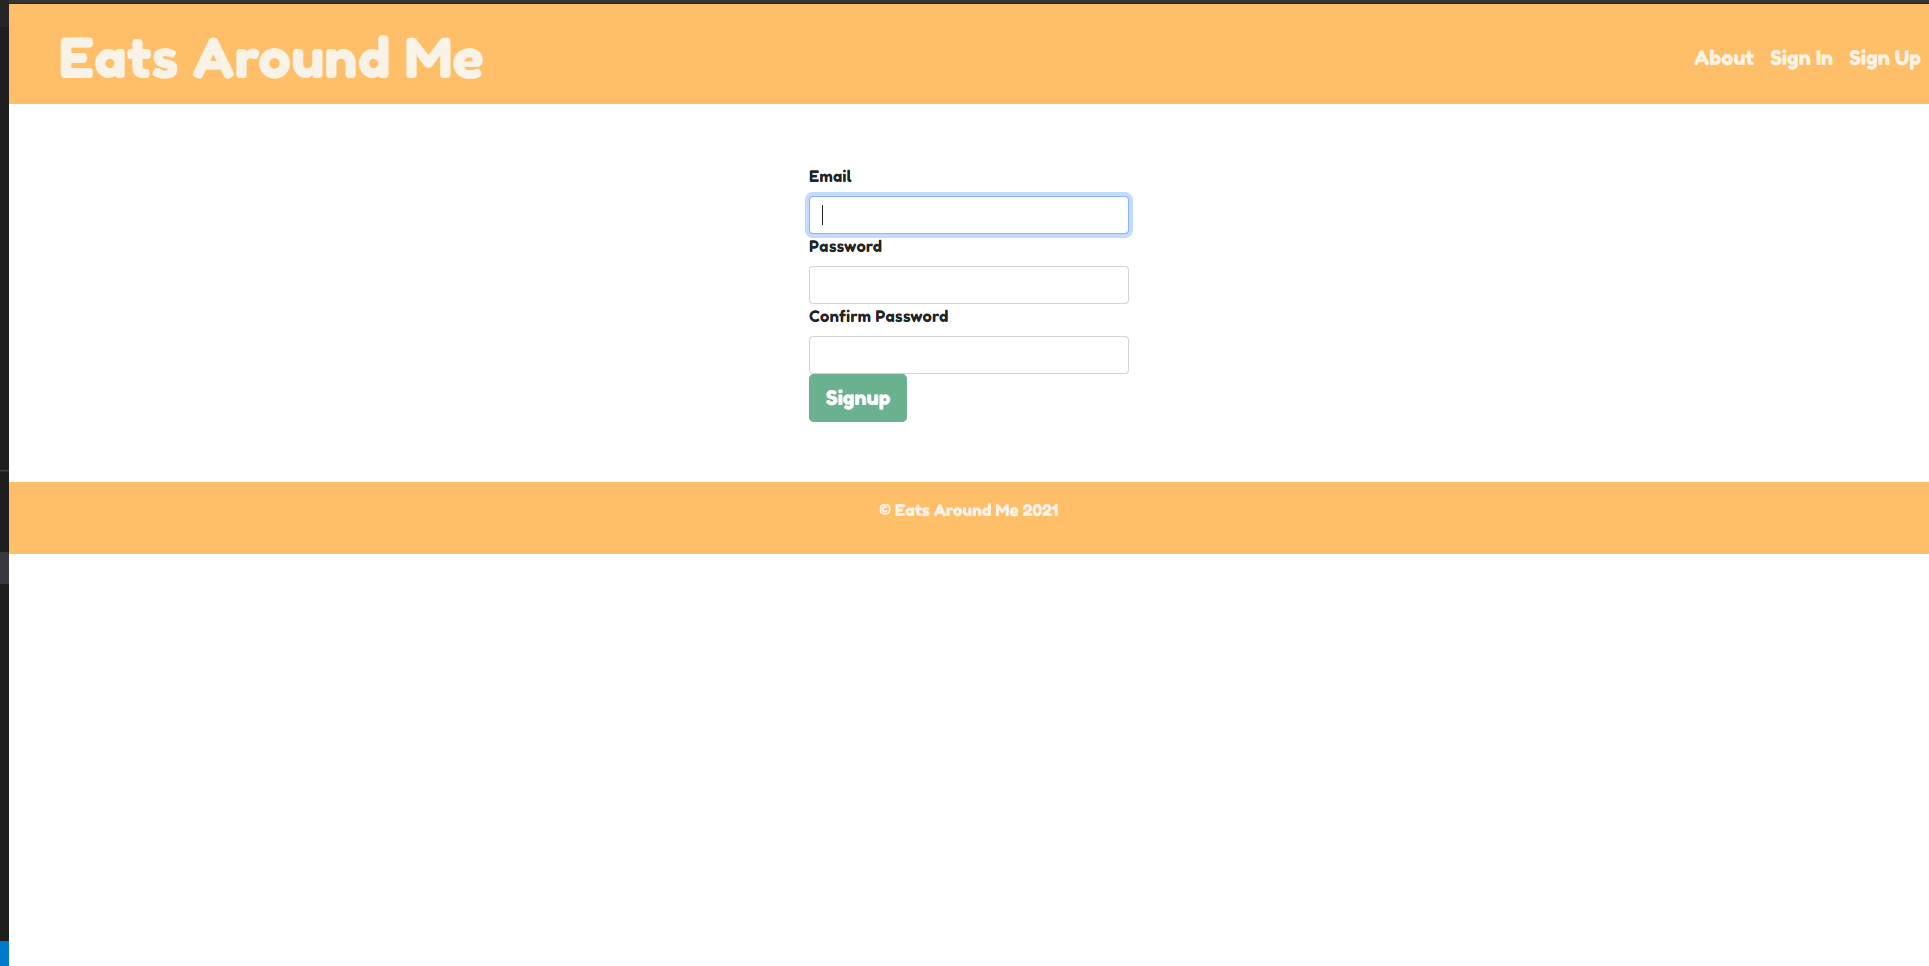 Eats Around Me
About Sign In Sign Up
Email
Password
Confirm Password
Signup
© Eats Around Me 2021